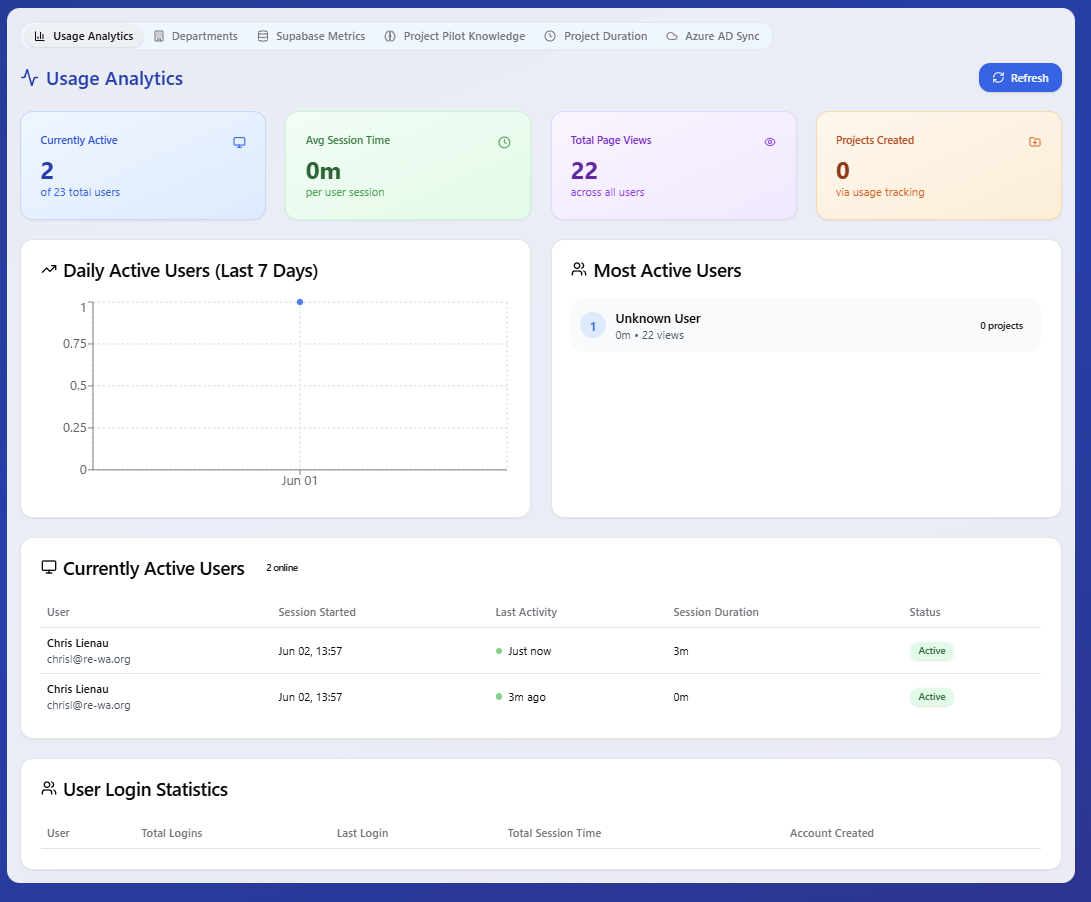 Usage Analytics Departments Supabase Metrics Project Pilot Knowledge Project Duration Azure AD Sync
Usage Analytics
Refresh
Currently Active
2
of 23 total users
Avg Session Time
0m
per user session
Total Page Views
22
across all users
Projects Created
0
via usage tracking
Daily Active Users (Last 7 Days)
1
0.75
0.5
0.25
0
Jun 01
Most Active Users
1
Unknown User
0m • 22 views
0 projects
Currently Active Users 2 online
User Session Started Last Activity Session Duration Status
Chris Lienau
chrisl@re-wa.org
Jun 02, 13:57 Just now 3m Active
Chris Lienau
chrisl@re-wa.org
Jun 02, 13:57 3m ago 0m Active
User Login Statistics
User Total Logins Last Login Total Session Time Account Created